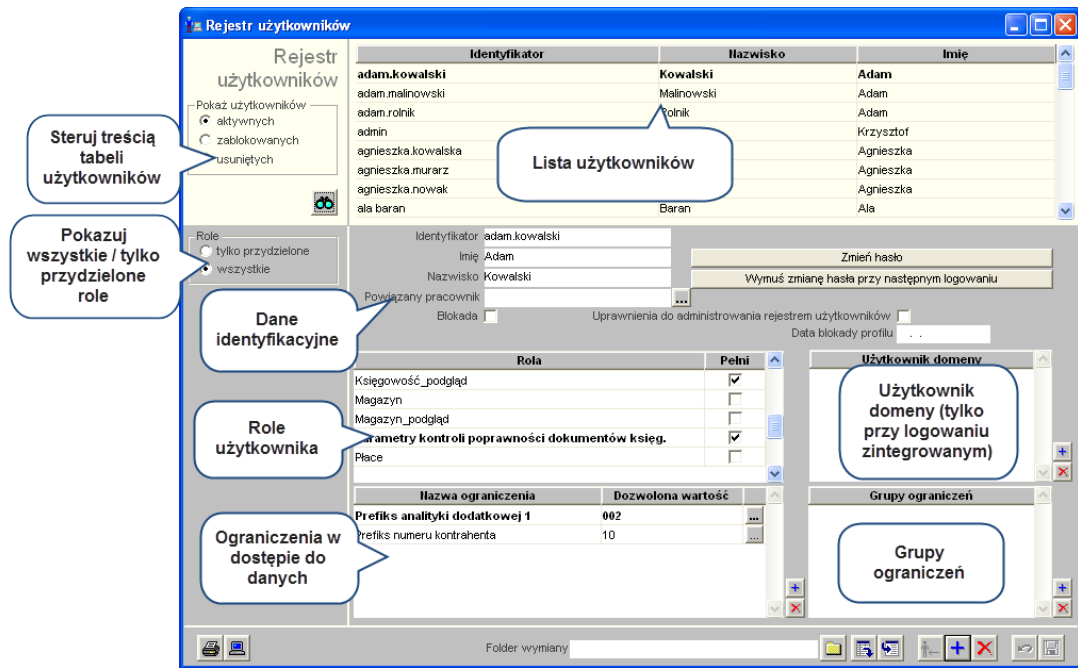 Rejestr użytkowników
Rejestr
użytkowników
Pokaż użytkowników
aktywnych
zablokowanych
usuniętych
Steruj treścią
tabeli
użytkowników
Identyfikator Nazwisko Imię
adam.kowalski Kowalski Adam
adam.malinowski Malinowski Adam
adam.rolnik Rolnik Adam
admin Krzysztof
agnieszka.kowalska Agnieszka
agnieszka.murarz Agnieszka
agnieszka.nowak Agnieszka
ala baran Baran Ala
Lista użytkowników
Pokazuj
wszystkie / tylko
przydzielone
role
Role
tylko przydzielone
wszystkie
Identyfikator adam.kowalski
Imię Adam
Nazwisko Kowalski
Powiązany pracownik ...
Blokada
Zmień hasło
Wymuś zmianę hasła przy następnym logowaniu
Uprawnienia do administrowania rejestrem użytkowników
Data blokady profilu . .
Dane
identyfikacyjne
Rola Pełni
Księgowość_podgląd
Magazyn
Magazyn_podgląd
Parametry kontroli poprawności dokumentów księg.
Płace
Role
użytkownika
Użytkownik domeny
Użytkownik
domeny (tylko
przy logowaniu
zintegrowanym)
Nazwa ograniczenia Dozwolona wartość
Prefiks analityki dodatkowej 1 002 ...
Prefiks numeru kontrahenta 10 ...
Ograniczenia w
dostępie do
danych
Grupy ograniczeń
Grupy
ograniczeń
Folder wymiany